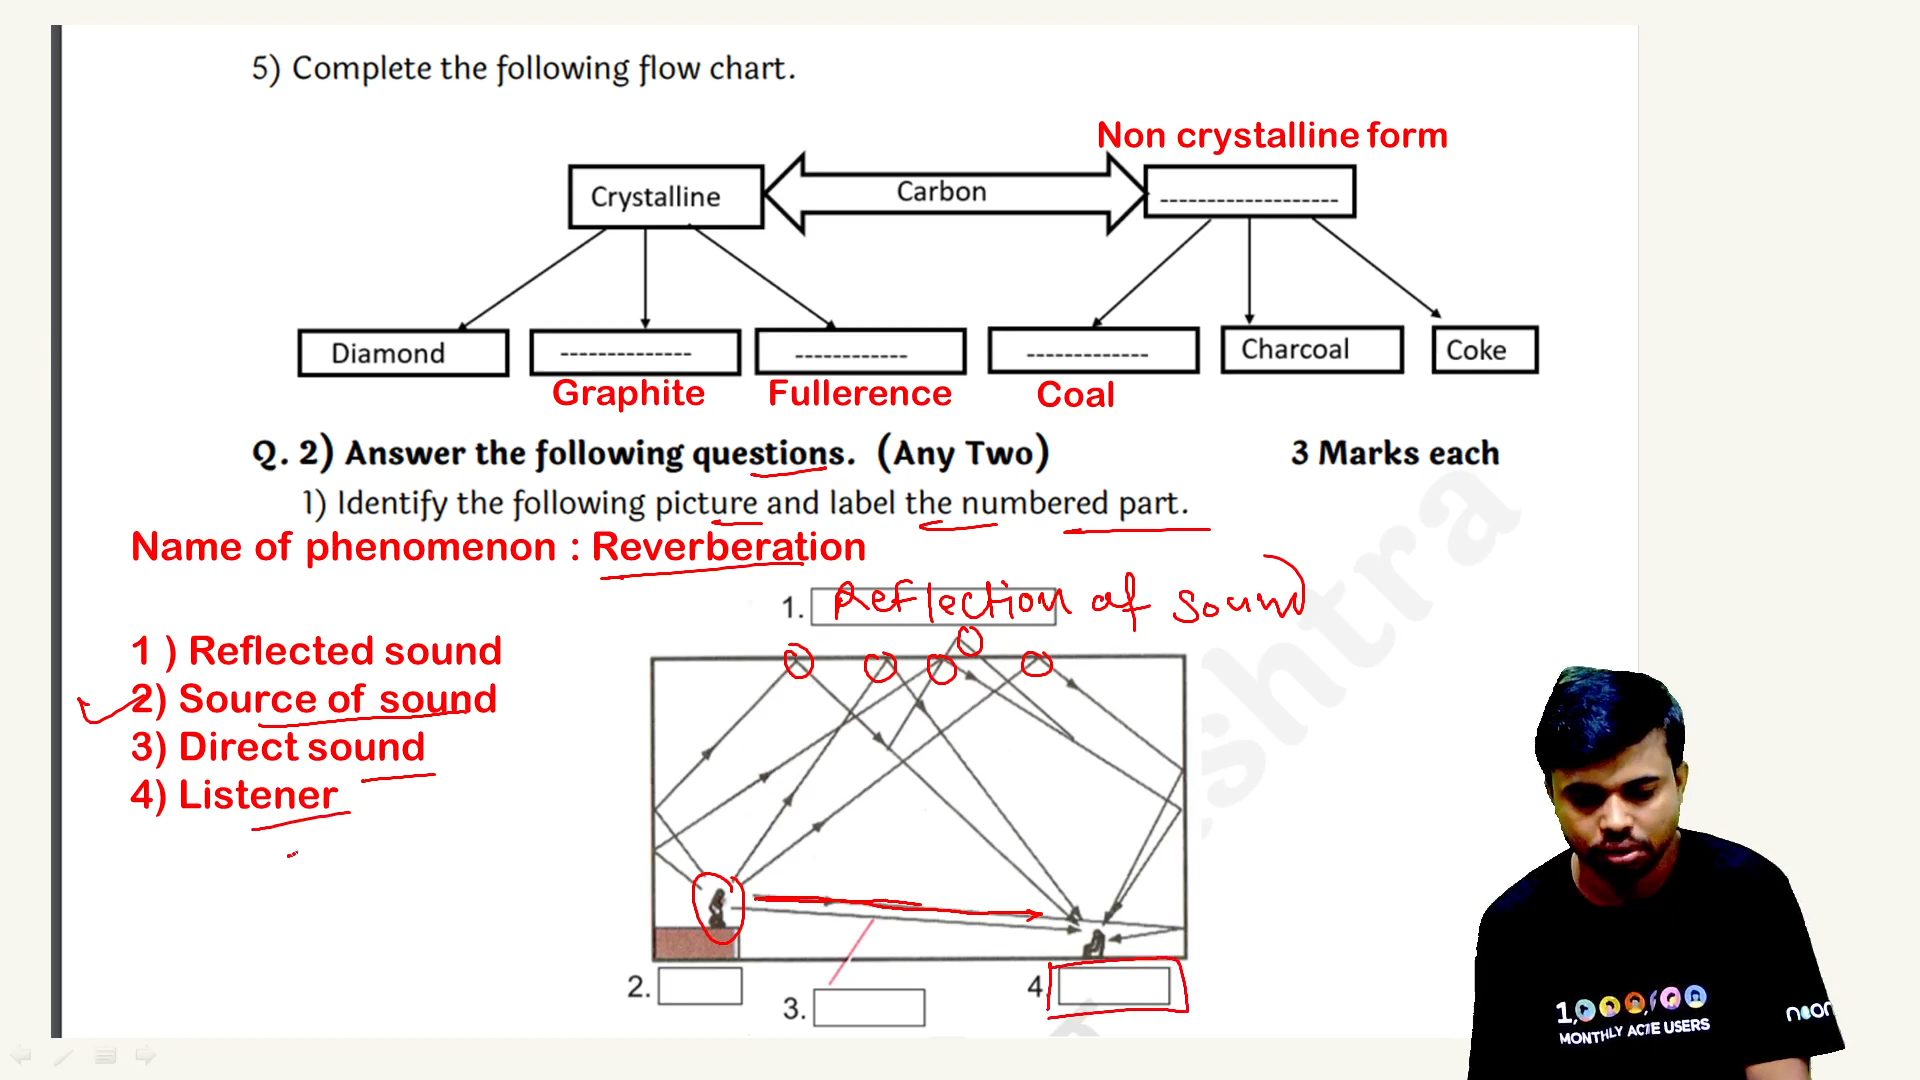 5) Complete the following flow chart.
Non crystalline form
Crystalline
Carbon
Diamond
Charcoal
Coke
Graphite
Fullerence
Coal
Q. 2) Answer the following questions. (Any Two) 3 Marks each
1) Identify the following picture and label the numbered part.
Name of phenomenon : Reverberation
1. Reflection of sound
1 ) Reflected sound
2) Source of sound
3) Direct sound
4) Listener
2.
3.
4.
MONTHLY ACTIVE USERS
noon